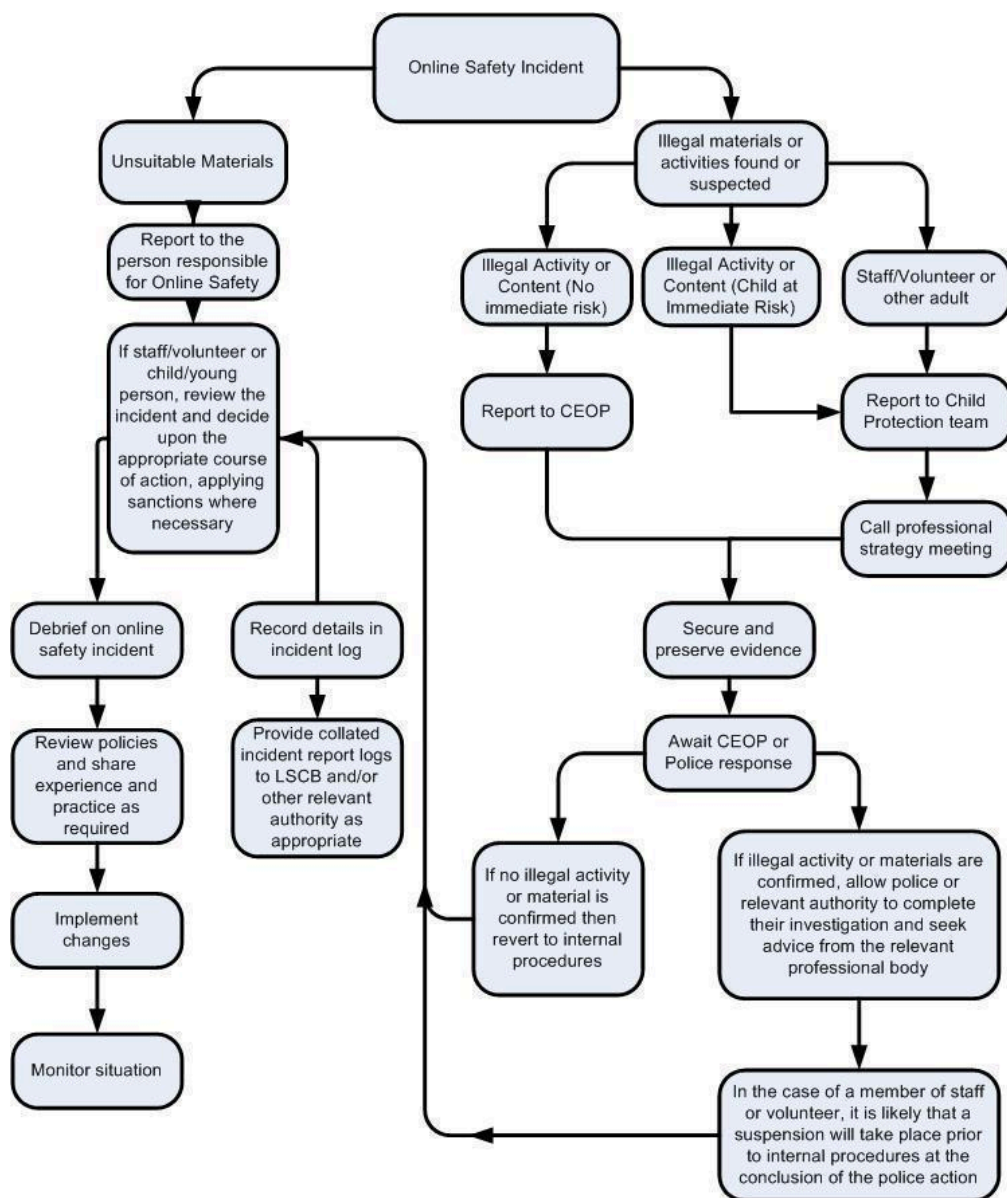 Online Safety Incident
Unsuitable Materials
Report to the
person responsible
for Online Safety
If staff/volunteer or
child/young
person, review the
incident and decide
upon the
appropriate course
of action, applying
sanctions where
necessary
Debrief on online
safety incident
Review policies
and share
experience and
practice as
required
Implement
changes
Monitor situation
Record details in
incident log
Provide collated
incident report logs
to LSCB and/or
other relevant
authority as
appropriate
Illegal materials or
activities found or
suspected
Illegal Activity or
Content (No
immediate risk)
Illegal Activity or
Content (Child at
Immediate Risk)
Staff/Volunteer or
other adult
Report to CEOP
Report to Child
Protection team
Call professional
strategy meeting
Secure and
preserve evidence
Await CEOP or
Police response
If no illegal activity
or material is
confirmed then
revert to internal
procedures
If illegal activity or materials are
confirmed, allow police or
relevant authority to complete
their investigation and seek
advice from the relevant
professional body
In the case of a member of staff
or volunteer, it is likely that a
suspension will take place prior
to internal procedures at the
conclusion of the police action